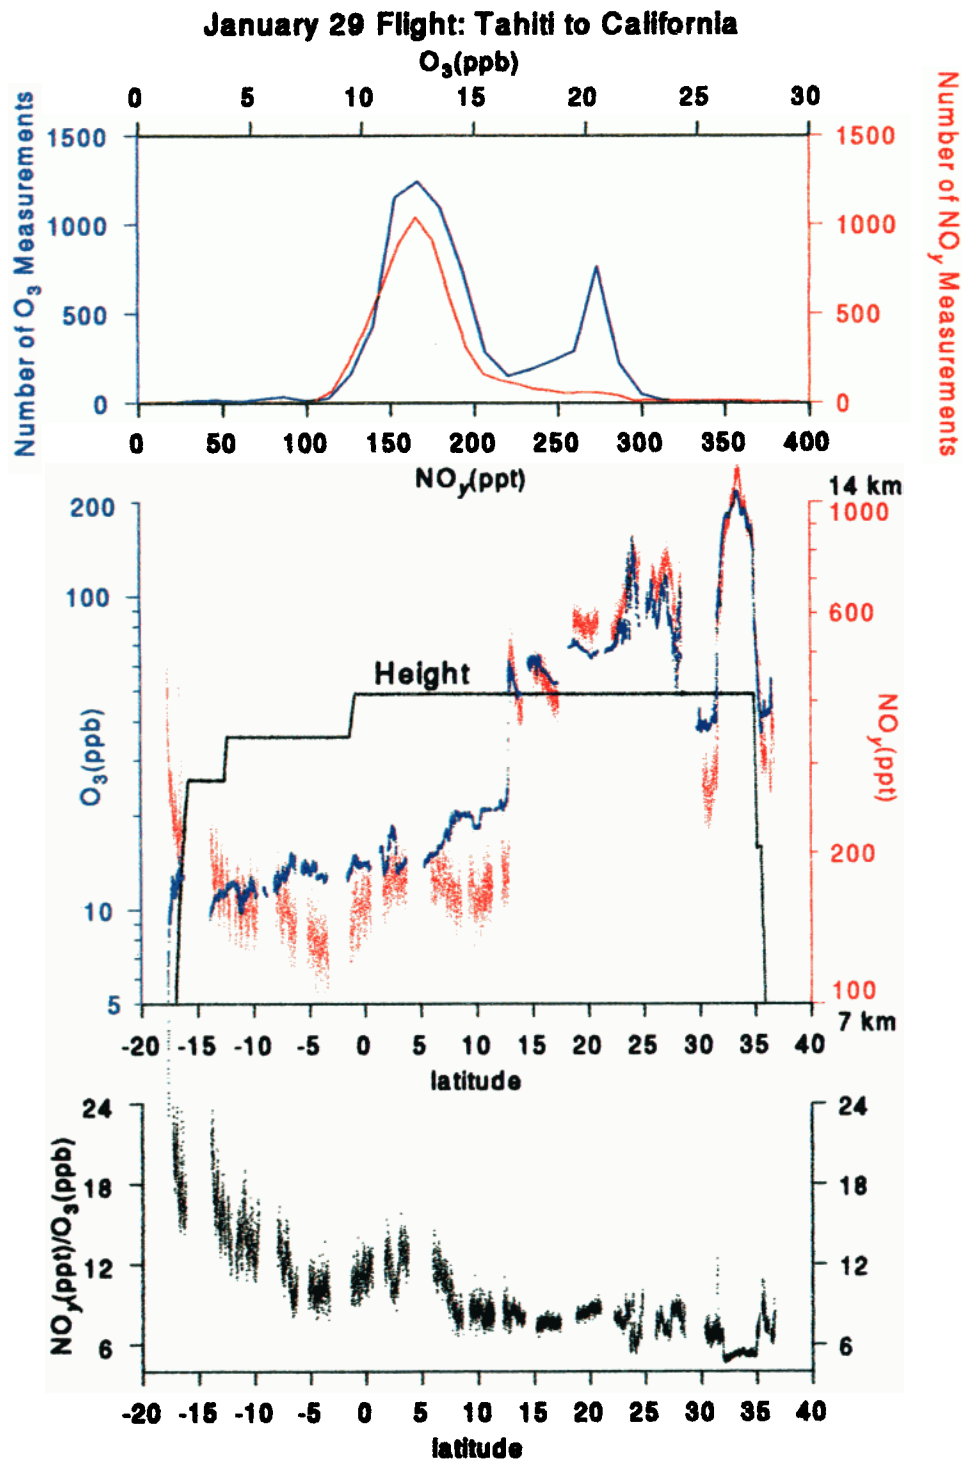 January 29 Flight: Tahiti to California
O3(ppb)
0 5 10 15 20 25 30
Number of O3 Measurements
1500
1000
500
0
1500
1000
500
0
Number of NOy Measurements
0 50 100 150 200 250 300 350 400
NOy(ppt)
14 km
200
100
10
5
O3(ppb)
Height
1000
600
200
100
NOy(ppt)
7 km
-20 -15 -10 -5 0 5 10 15 20 25 30 35 40
latitude
24
18
12
6
NOy(ppt)/O3(ppb)
24
18
12
6
-20 -15 -10 -5 0 5 10 15 20 25 30 35 40
latitude